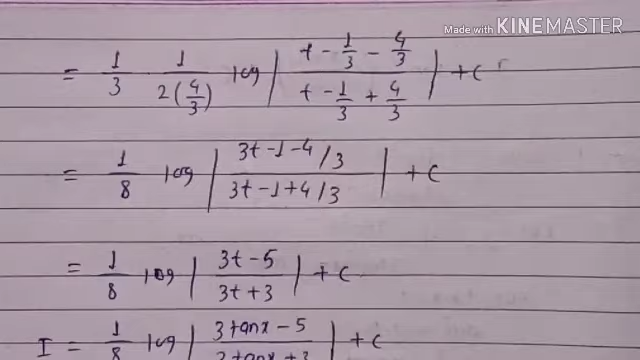 Made with KINEMASTER
= 1/3 · 1/2(4/3) log | t - 1/3 - 4/3 / t - 1/3 + 4/3 | + c
= 1/8 log | 3t - 1 - 4 /3 / 3t - 1 + 4 /3 | + c
= 1/8 log | 3t - 5 / 3t + 3 | + c
I = 1/8 log | 3 tanx - 5 / 3 tanx + 3 | + c